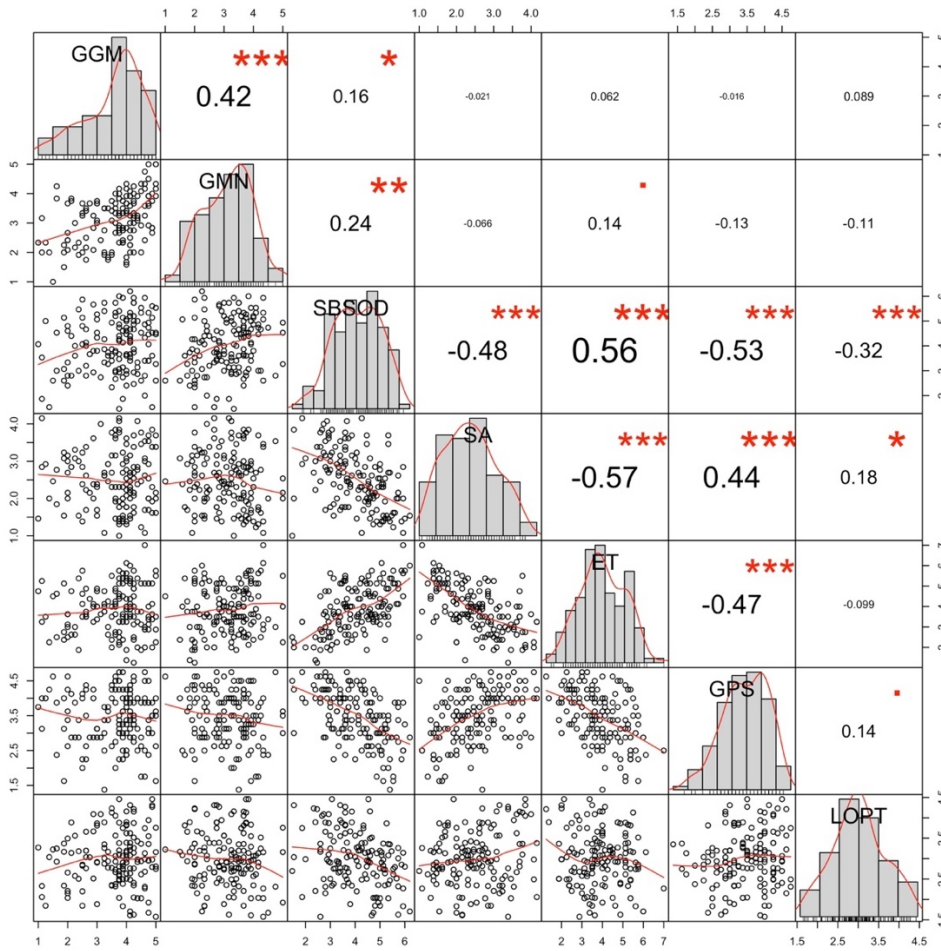 1 2 3 4 5 1.0 2.0 3.0 4.0 1.5 2.5 3.5 4.5
GGM *** *
0.42 0.16 -0.021 0.062 -0.016 0.089
5
GMN ** .
4
0.24 -0.066 0.14 -0.13 -0.11
3
2
1
SBSOD *** *** *** ***
-0.48 0.56 -0.53 -0.32
4.0
SA *** *** *
3.0
-0.57 0.44 0.18
2.0
1.0
ET ***
-0.47 -0.099
4.5
GPS .
3.5
0.14
2.5
1.5
LOPT
1 2 3 4 5 2 3 4 5 6 2 3 4 5 6 7 1.5 2.5 3.5 4.5